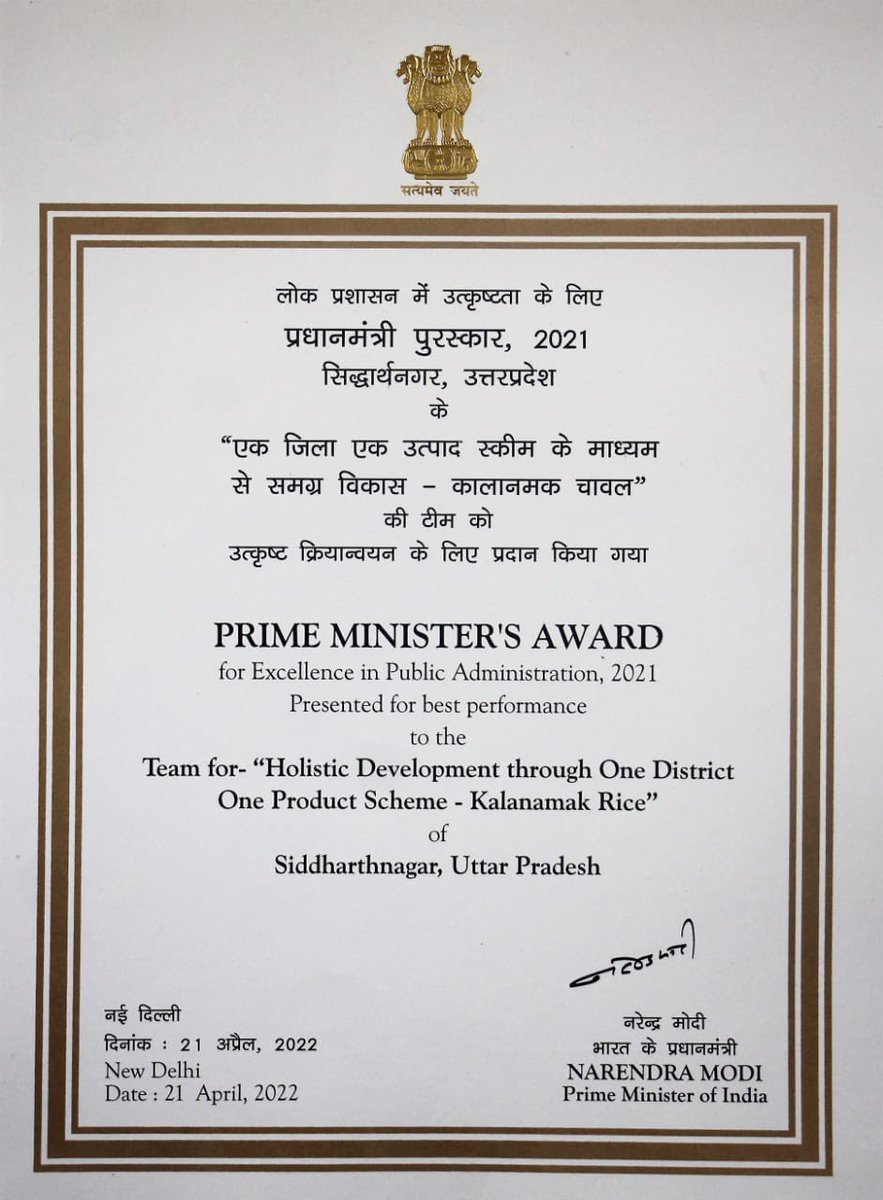 सत्यमेव जयते
लोक प्रशासन में उत्कृष्टता के लिए
प्रधानमंत्री पुरस्कार, 2021
सिद्धार्थनगर, उत्तरप्रदेश
के
“एक जिला एक उत्पाद स्कीम के माध्यम
से समग्र विकास – कालानमक चावल”
की टीम को
उत्कृष्ट क्रियान्वयन के लिए प्रदान किया गया
PRIME MINISTER'S AWARD
for Excellence in Public Administration, 2021
Presented for best performance
to the
Team for- “Holistic Development through One District
One Product Scheme - Kalanamak Rice”
of
Siddharthnagar, Uttar Pradesh
नई दिल्ली
दिनांक : 21 अप्रैल, 2022
New Delhi
Date : 21 April, 2022
नरेन्द्र मोदी
भारत के प्रधानमंत्री
NARENDRA MODI
Prime Minister of India